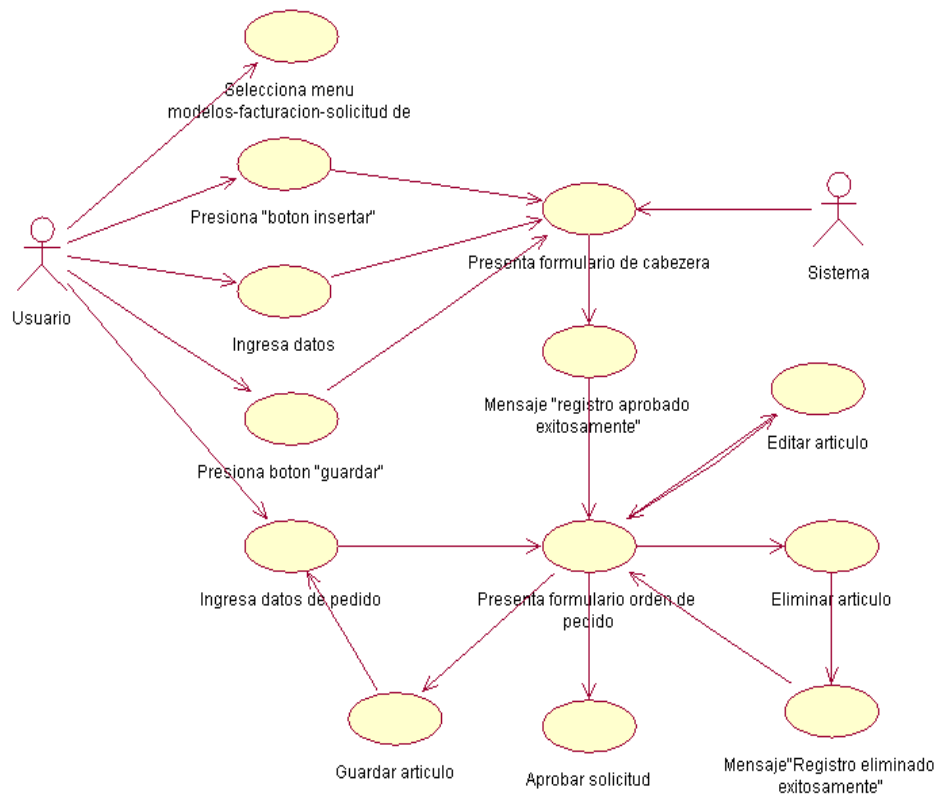 Selecciona menu
modelos-facturacion-solicitud de
Presiona "boton insertar"
Usuario
Presenta formulario de cabezera
Sistema
Ingresa datos
Mensaje "registro aprobado
exitosamente"
Editar articulo
Presiona boton "guardar"
Ingresa datos de pedido
Presenta formulario orden de
pedido
Eliminar articulo
Guardar articulo
Aprobar solicitud
Mensaje"Registro eliminado
exitosamente"